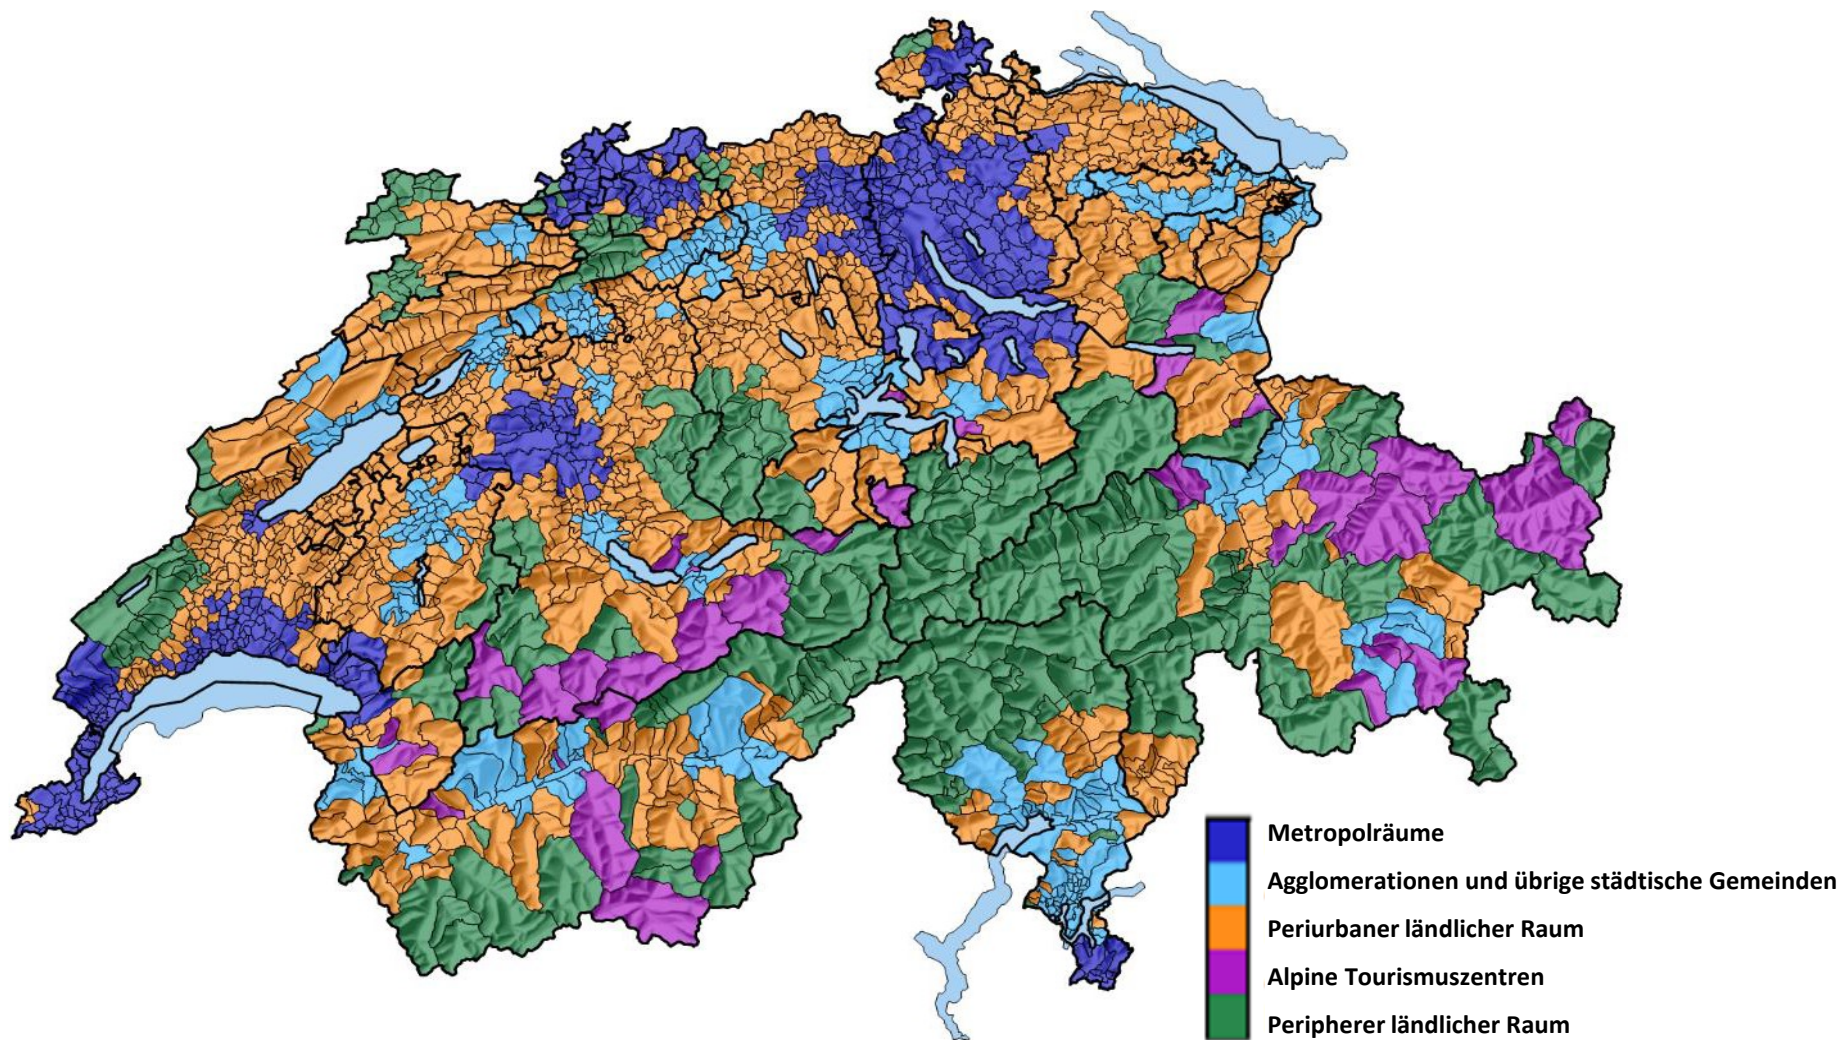 Metropolräume
Agglomerationen und übrige städtische Gemeinden
Periurbaner ländlicher Raum
Alpine Tourismuszentren
Peripherer ländlicher Raum